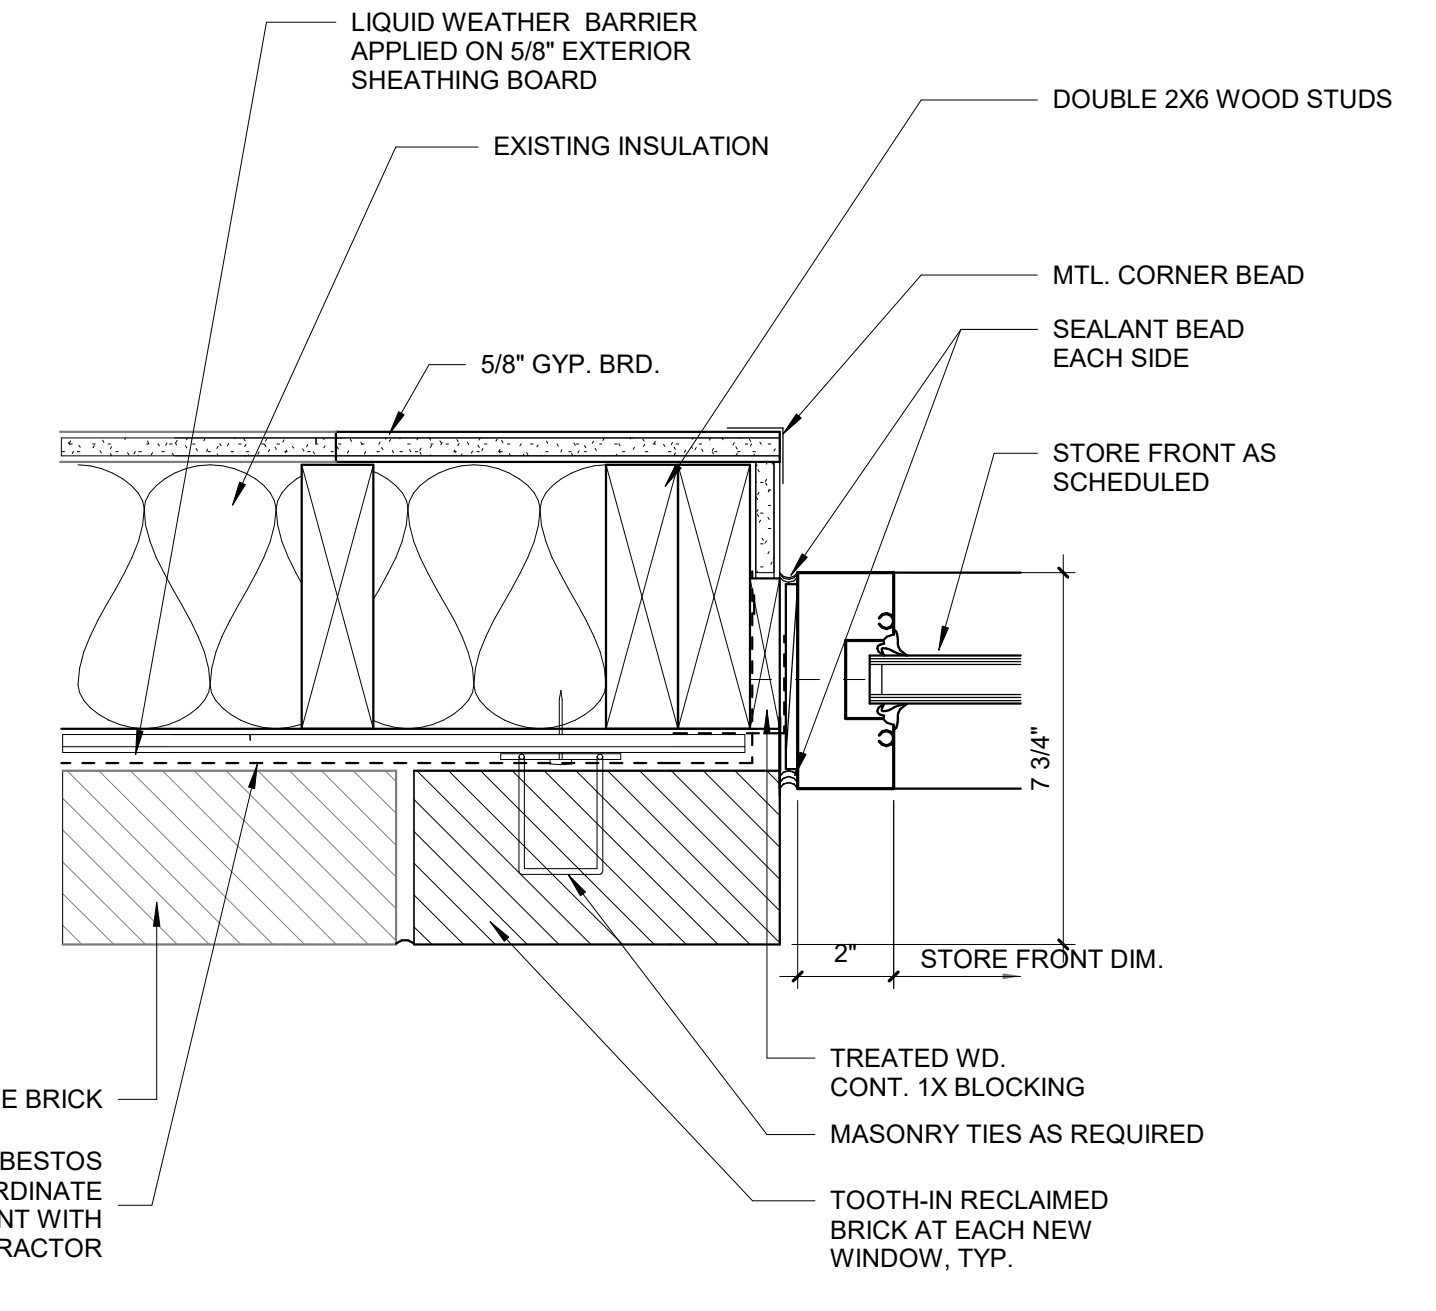 LIQUID WEATHER BARRIER
APPLIED ON 5/8" EXTERIOR
SHEATHING BOARD
DOUBLE 2X6 WOOD STUDS
EXISTING INSULATION
MTL. CORNER BEAD
SEALANT BEAD
EACH SIDE
5/8" GYP. BRD.
STORE FRONT AS
SCHEDULED
7 3/4"
2"
STORE FRONT DIM.
TREATED WD.
CONT. 1X BLOCKING
E BRICK
MASONRY TIES AS REQUIRED
BESTOS
RDINATE
NT WITH
RACTOR
TOOTH-IN RECLAIMED
BRICK AT EACH NEW
WINDOW, TYP.